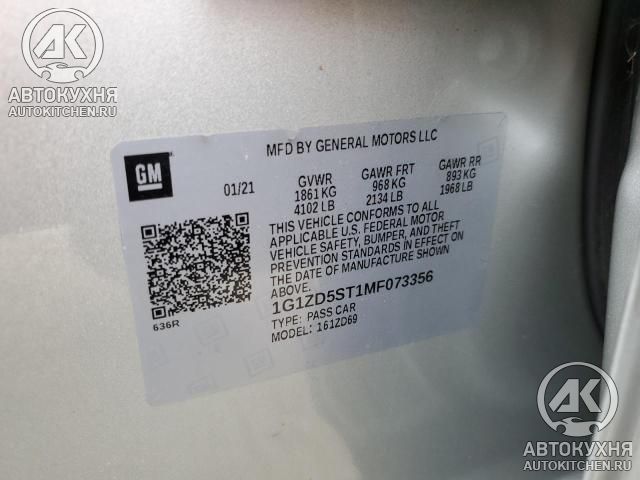 AK
АВТОКУХНЯ
AUTOKITCHEN.RU
GM
MFD BY GENERAL MOTORS LLC
01/21
GVWR
1861 KG
4102 LB
GAWR FRT
968 KG
2134 LB
GAWR RR
893 KG
1968 LB
THIS VEHICLE CONFORMS TO ALL
APPLICABLE U.S. FEDERAL MOTOR
VEHICLE SAFETY, BUMPER, AND THEFT
PREVENTION STANDARDS IN EFFECT ON
THE DATE OF MANUFACTURE SHOWN
ABOVE.
1G1ZD5ST1MF073356
TYPE: PASS CAR
MODEL: 161ZD69
636R
AK
АВТОКУХНЯ
AUTOKITCHEN.RU